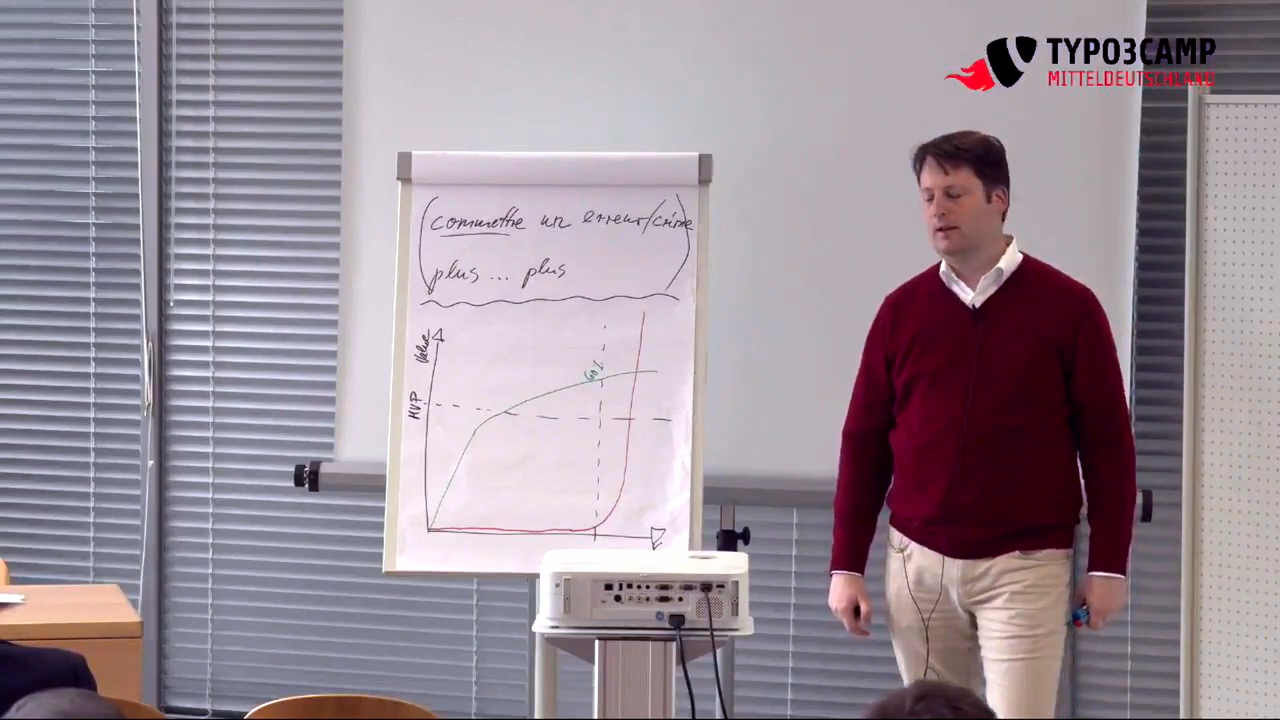 TYPO3CAMP
MITTELDEUTSCHLAND
(commettre un erreur/crime
plus ... plus)
Value
MVP
60%